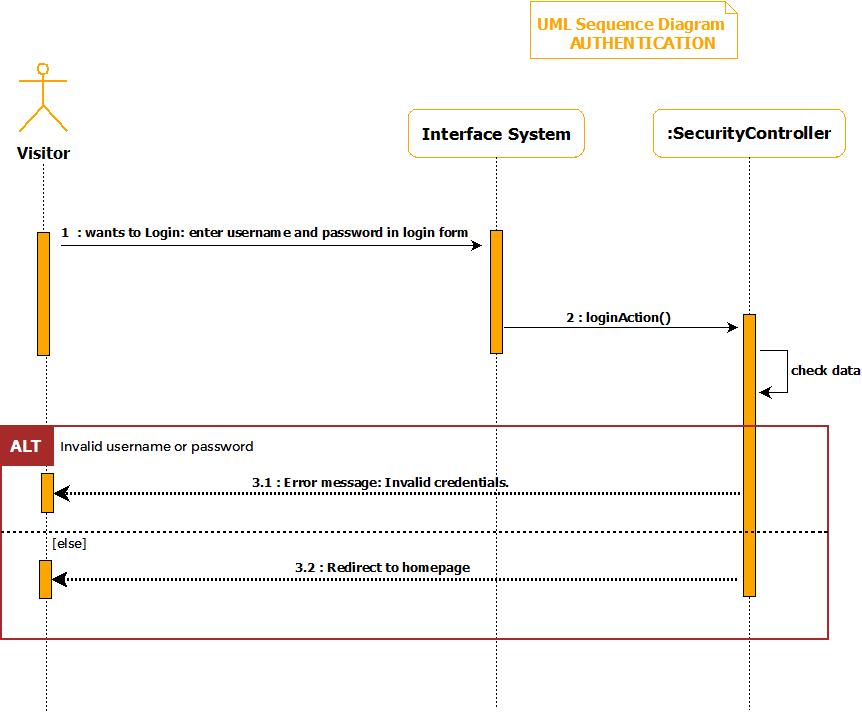 UML Sequence Diagram
AUTHENTICATION
Visitor
Interface System
:SecurityController
1 : wants to Login: enter username and password in login form
2 : loginAction()
check data
ALT
Invalid username or password
3.1 : Error message: Invalid credentials.
[else]
3.2 : Redirect to homepage